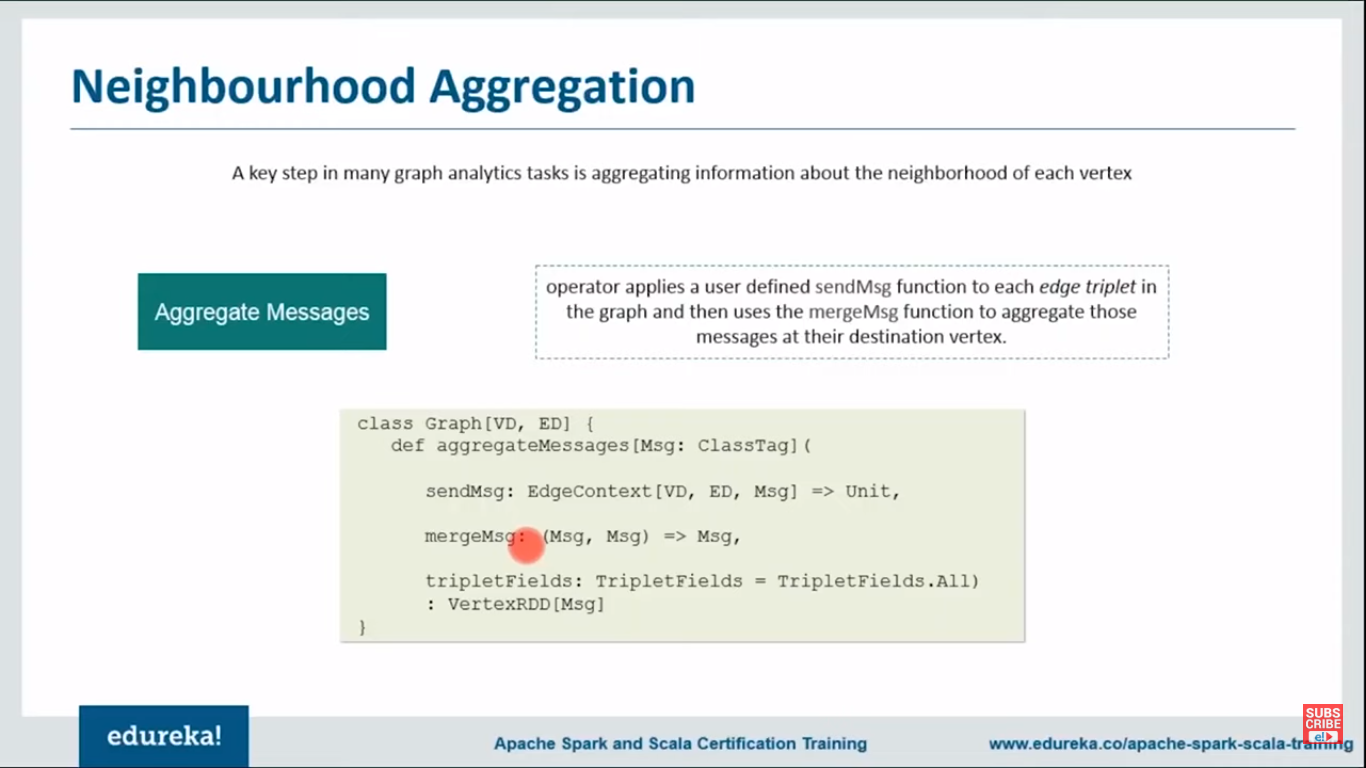 Neighbourhood Aggregation
A key step in many graph analytics tasks is aggregating information about the neighborhood of each vertex
Aggregate Messages
operator applies a user defined sendMsg function to each edge triplet in
the graph and then uses the mergeMsg function to aggregate those
messages at their destination vertex.
class Graph[VD, ED] {
def aggregateMessages[Msg: ClassTag](
sendMsg: EdgeContext[VD, ED, Msg] => Unit,
mergeMsg: (Msg, Msg) => Msg,
tripletFields: TripletFields = TripletFields.All)
: VertexRDD[Msg]
}
edureka!
Apache Spark and Scala Certification Training
www.edureka.co/apache-spark-scala-training
SUBS
CRIBE
e!